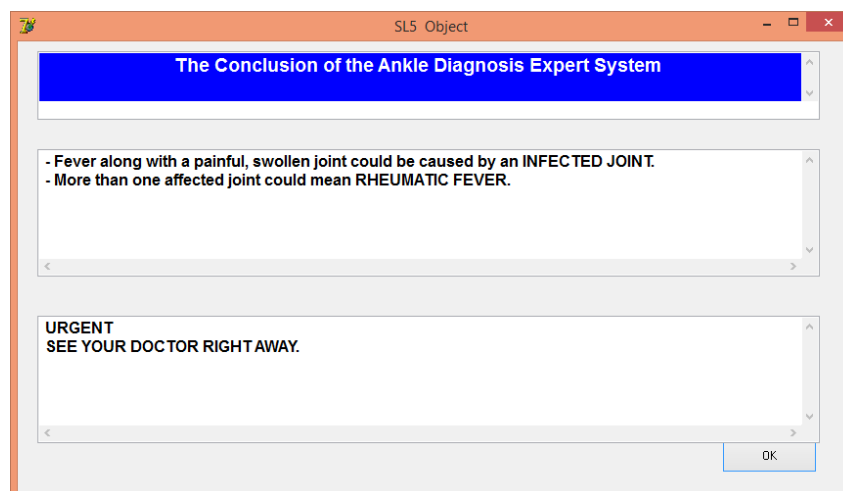 SL5 Object
The Conclusion of the Ankle Diagnosis Expert System
- Fever along with a painful, swollen joint could be caused by an INFECTED JOINT.
- More than one affected joint could mean RHEUMATIC FEVER.
URGENT
SEE YOUR DOCTOR RIGHT AWAY.
OK